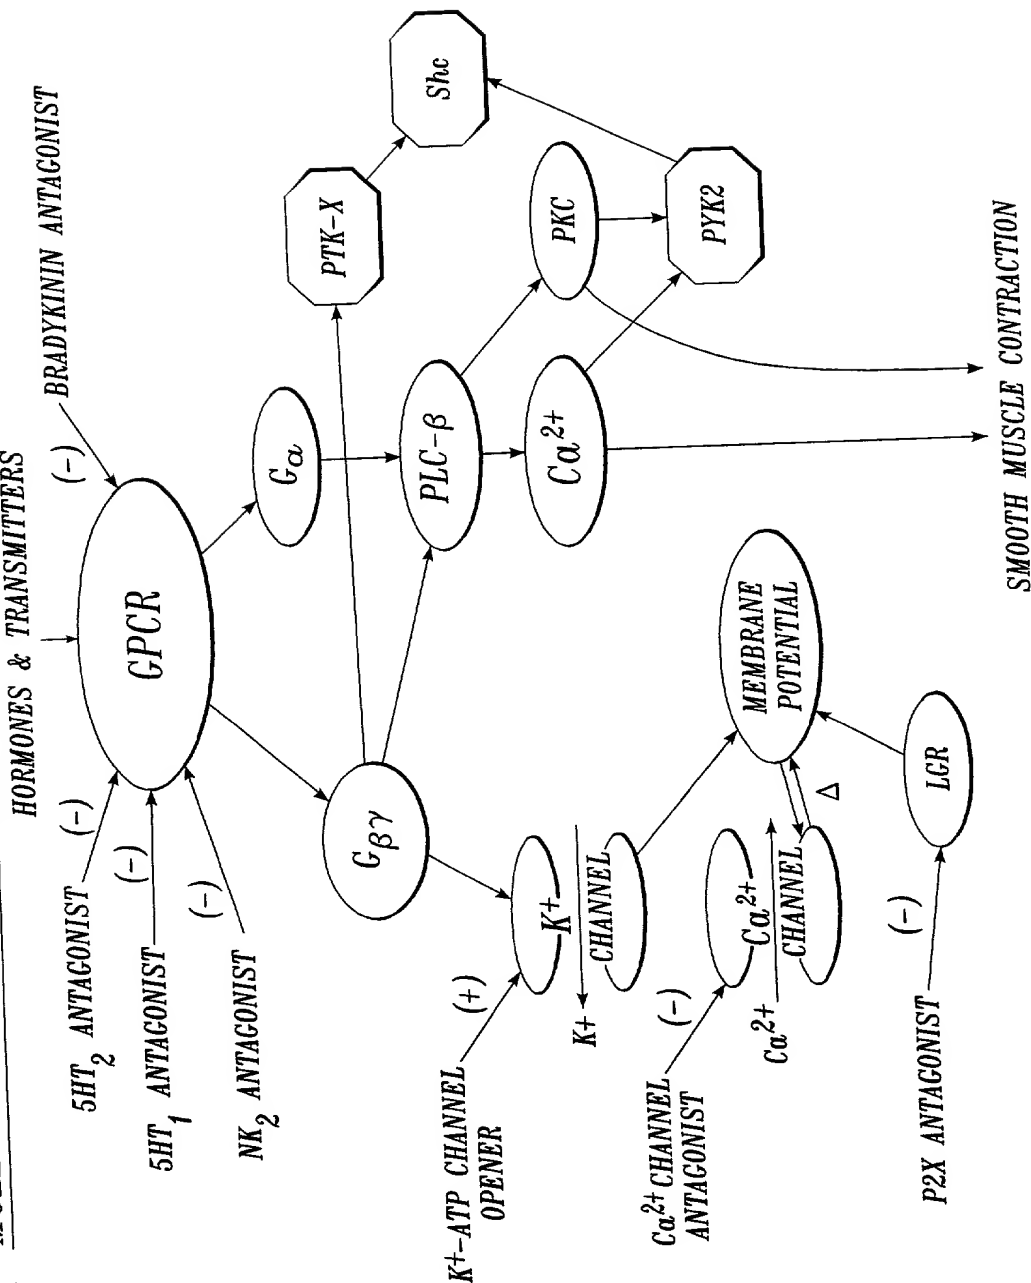 HORMONES & TRANSMITTERS
5HT2 ANTAGONIST
(-)
5HT1 ANTAGONIST
(-)
NK2 ANTAGONIST
(-)
BRADYKININ ANTAGONIST
(-)
GPCR
Gα
Gβγ
PTK-X
Shc
PLC-β
PKC
Ca2+
PYK2
K+-ATP CHANNEL
OPENER
(+)
K+
CHANNEL
K+
Ca2+ CHANNEL
ANTAGONIST
(-)
Ca2+
CHANNEL
Ca2+
Δ
MEMBRANE
POTENTIAL
LGR
P2X ANTAGONIST
(-)
SMOOTH MUSCLE CONTRACTION